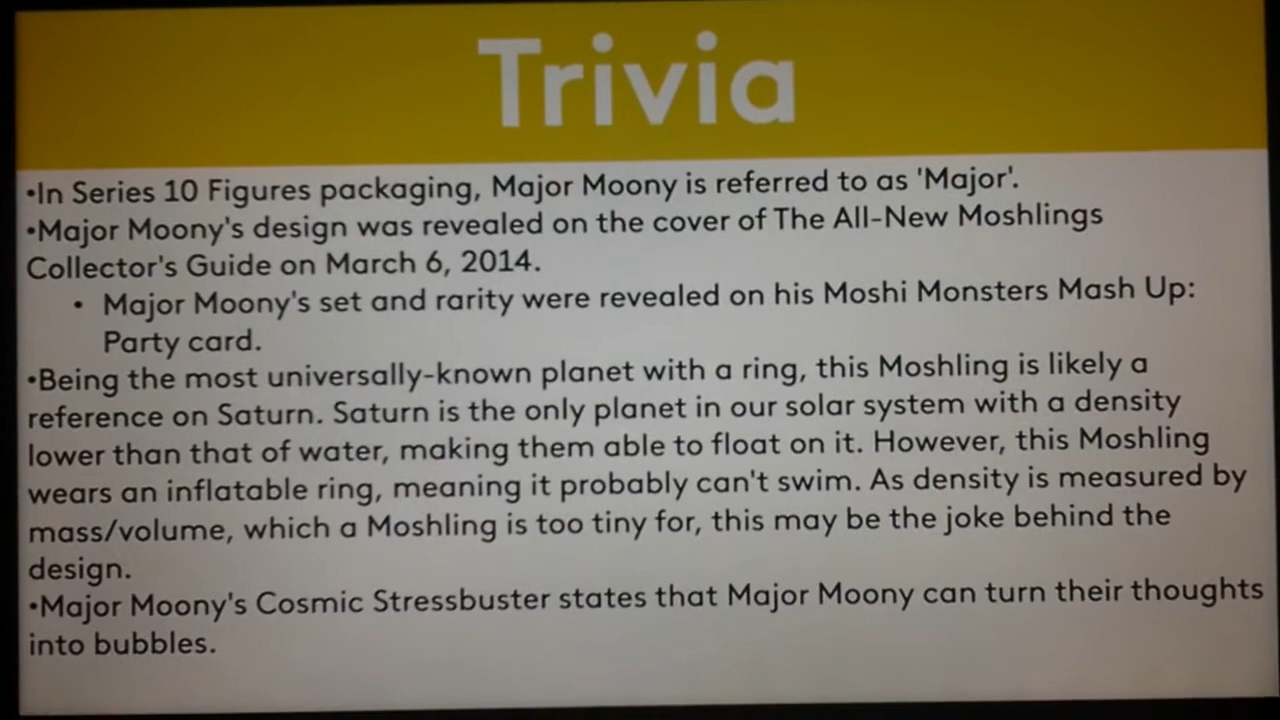 Trivia
•In Series 10 Figures packaging, Major Moony is referred to as 'Major'.
•Major Moony's design was revealed on the cover of The All-New Moshlings
Collector's Guide on March 6, 2014.
• Major Moony's set and rarity were revealed on his Moshi Monsters Mash Up:
Party card.
•Being the most universally-known planet with a ring, this Moshling is likely a
reference on Saturn. Saturn is the only planet in our solar system with a density
lower than that of water, making them able to float on it. However, this Moshling
wears an inflatable ring, meaning it probably can't swim. As density is measured by
mass/volume, which a Moshling is too tiny for, this may be the joke behind the
design.
•Major Moony's Cosmic Stressbuster states that Major Moony can turn their thoughts
into bubbles.